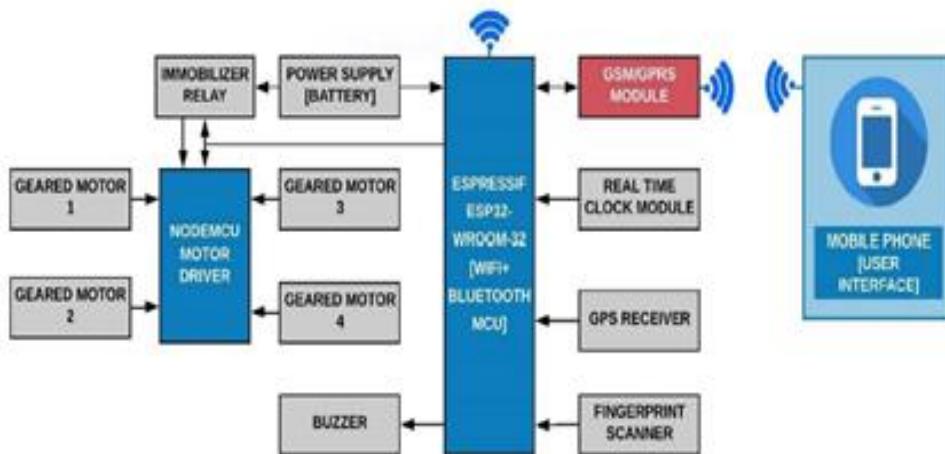 IMMOBILIZER
RELAY
POWER SUPPLY
[BATTERY]
GSM/GPRS
MODULE
GEARED MOTOR
1
NODEMCU
MOTOR
DRIVER
GEARED MOTOR
3
ESPRESSIF
ESP32-
WROOM-32
[WIFI+
BLUETOOTH
MCU]
REAL TIME
CLOCK MODULE
MOBILE PHONE
[USER
INTERFACE]
GEARED MOTOR
2
GEARED MOTOR
4
GPS RECEIVER
BUZZER
FINGERPRINT
SCANNER